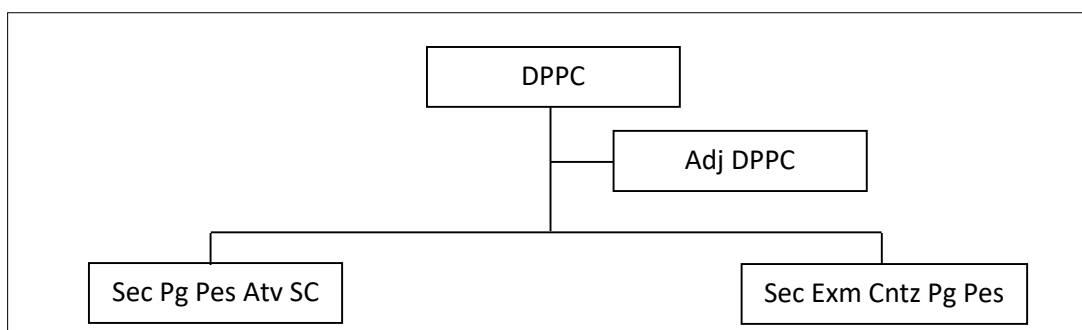 DPPC
Adj DPPC
Sec Pg Pes Atv SC
Sec Exm Cntz Pg Pes